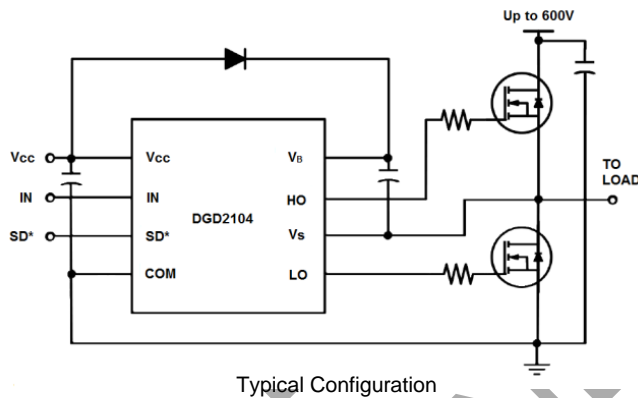 Up to 600V
Vcc
IN
SD*
Vcc
IN
SD*
COM
DGD2104
VB
HO
Vs
LO
TO
LOAD
Typical Configuration